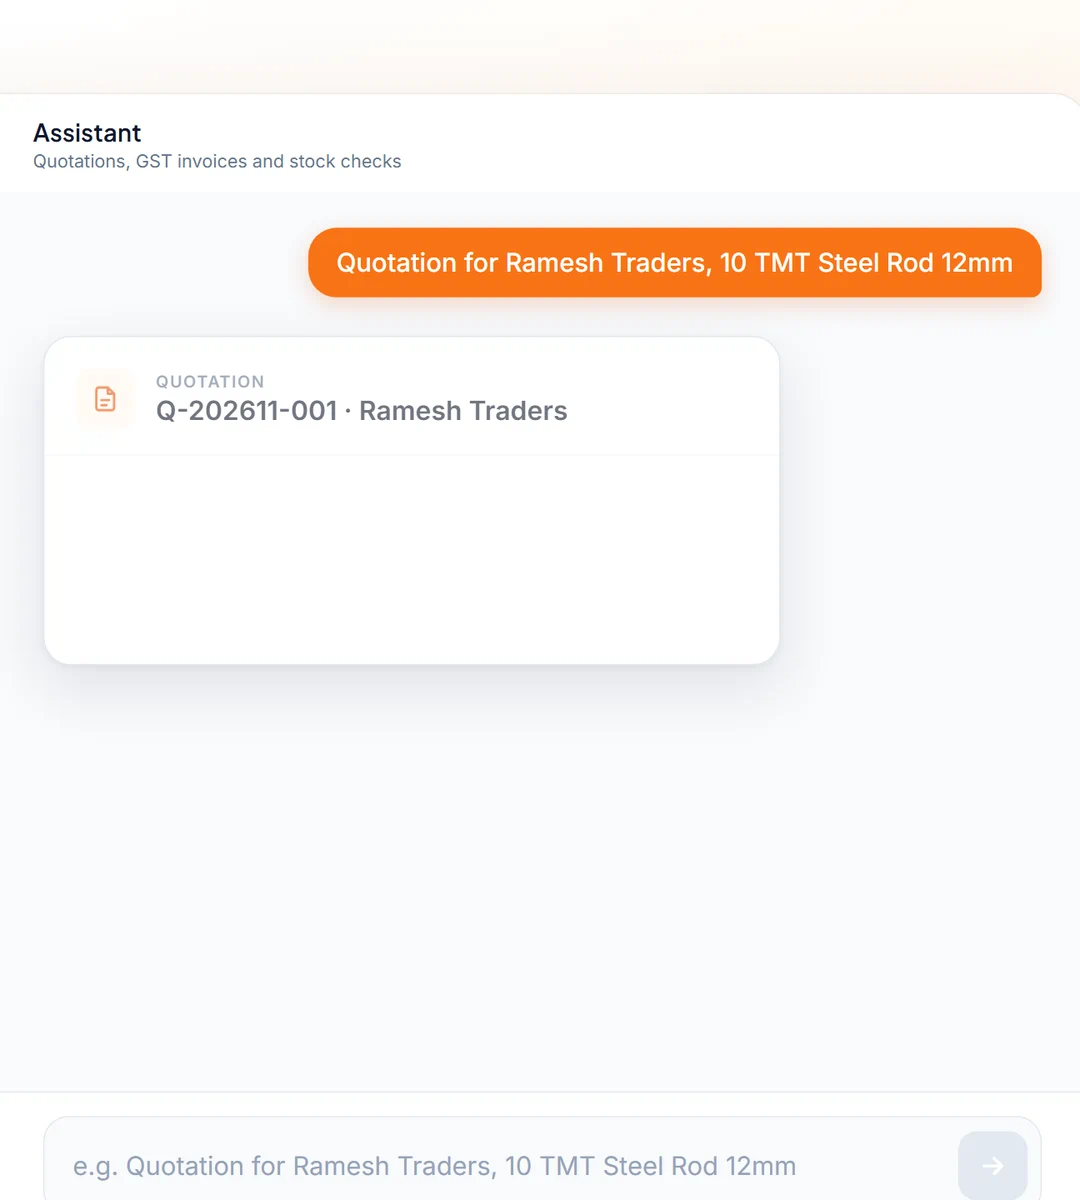 Assistant
Quotations, GST invoices and stock checks
Quotation for Ramesh Traders, 10 TMT Steel Rod 12mm
QUOTATION
Q-202611-001 · Ramesh Traders
e.g. Quotation for Ramesh Traders, 10 TMT Steel Rod 12mm